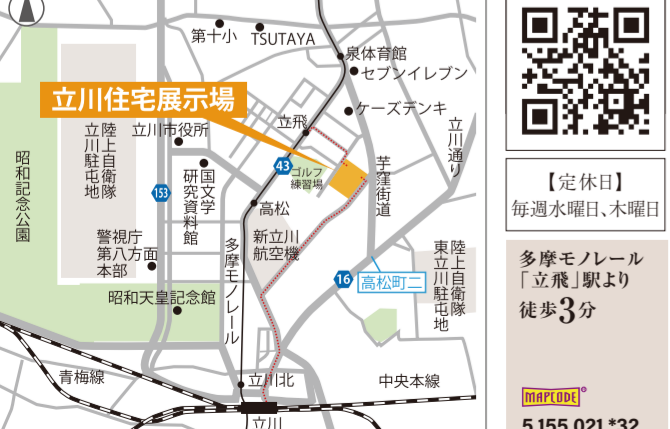 第十小
TSUTAYA
泉体育館
セブンイレブン
ケーズデンキ
立川住宅展示場
立飛
立川市役所
陸上自衛隊
立川駐屯地
昭和記念公園
43
ゴルフ
練習場
153
国文学
研究資料館
芋窪街道
立川通り
高松
新立川
航空機
多摩モノレール
警視庁
第八方面
本部
昭和天皇記念館
16
高松町二
陸上自衛隊
東立川駐屯地
青梅線
立川北
中央本線
立川
【定休日】
毎週水曜日、木曜日
多摩モノレール
「立飛」駅より
徒歩3分
MAPCODE
5 155 021 *32